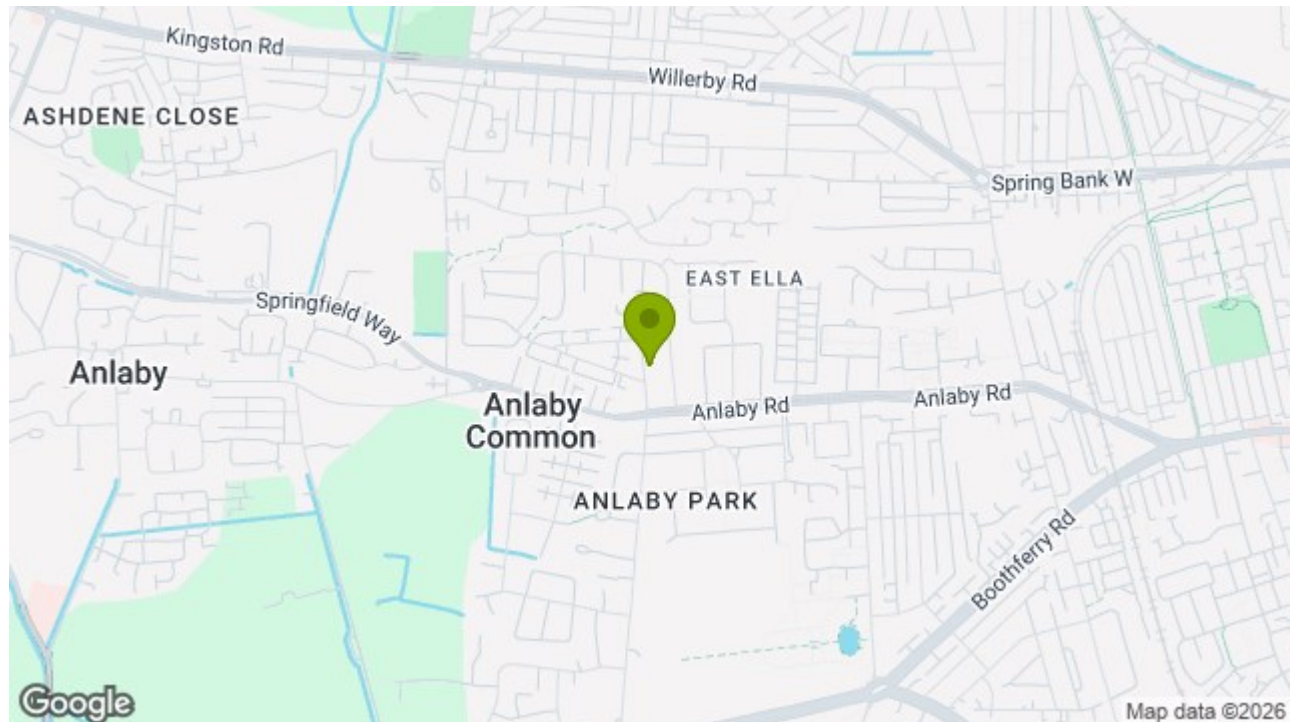 Kingston Rd
Willerby Rd
ASHDENE CLOSE
Spring Bank W
EAST ELLA
Springfield Way
Anlaby
Anlaby
Common
Anlaby Rd
Anlaby Rd
ANLABY PARK
Boothferry Rd
Google
Map data ©2026